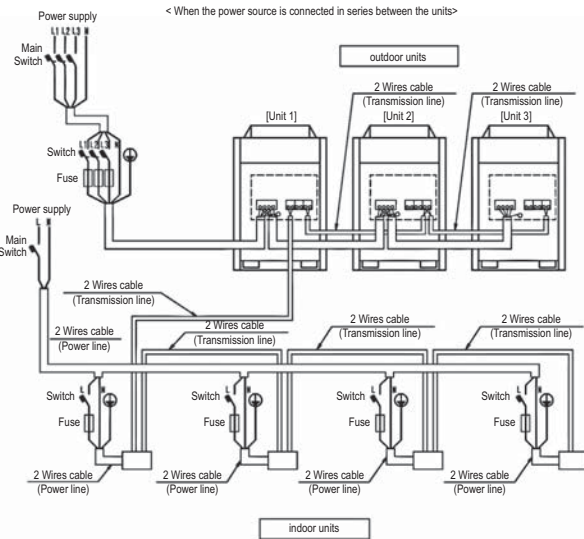 < When the power source is connected in series between the units>
Power supply
L1 L2 L3 N
Main
Switch
outdoor units
2 Wires cable
(Transmission line)
2 Wires cable
(Transmission line)
[Unit 1]
[Unit 2]
[Unit 3]
L1 L2 L3 N
Switch
Fuse
Power supply
L N
Main
Switch
2 Wires cable
(Transmission line)
2 Wires cable
(Power line)
2 Wires cable
(Transmission line)
2 Wires cable
(Transmission line)
2 Wires cable
(Transmission line)
L N
Switch
Fuse
L N
Switch
Fuse
L N
Switch
Fuse
L N
Switch
Fuse
2 Wires cable
(Power line)
2 Wires cable
(Power line)
2 Wires cable
(Power line)
2 Wires cable
(Power line)
indoor units